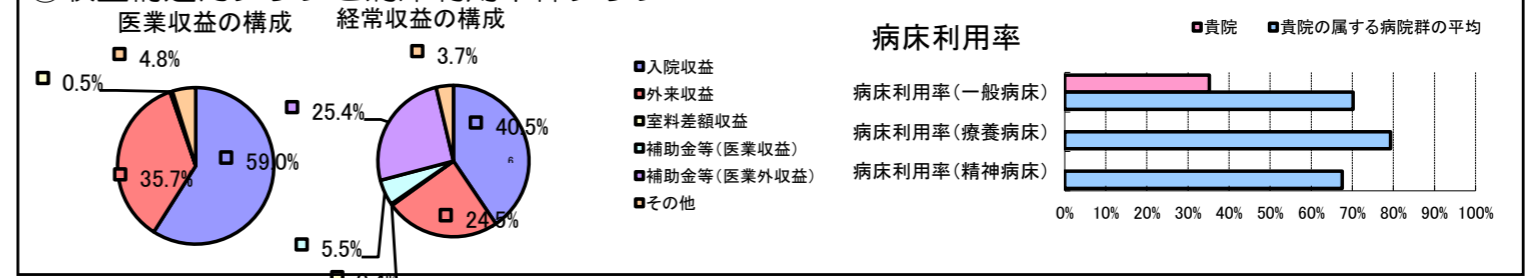 医業収益の構成
4.8%
0.5%
59.0%
35.7%
経常収益の構成
3.7%
25.4%
40.5%
24.5%
5.5%
入院収益
外来収益
室料差額収益
補助金等(医業収益)
補助金等(医業外収益)
その他
病床利用率
貴院 貴院の属する病院群の平均
病床利用率(一般病床)
病床利用率(療養病床)
病床利用率(精神病床)
0% 10% 20% 30% 40% 50% 60% 70% 80% 90% 100%